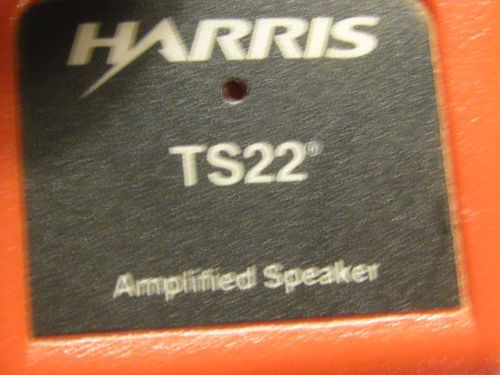 HARRIS
TS22®
Amplified Speaker